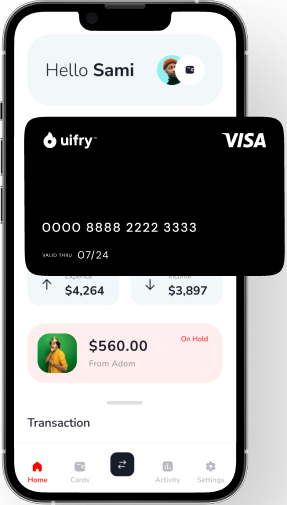 Hello Sami
uifry™
VISA
0000 8888 2222 3333
VALID THRU 07/24
Expence
Income
$4,264
$3,897
$560.00
On Hold
From Adom
Transaction
Home
Cards
Activity
Settings